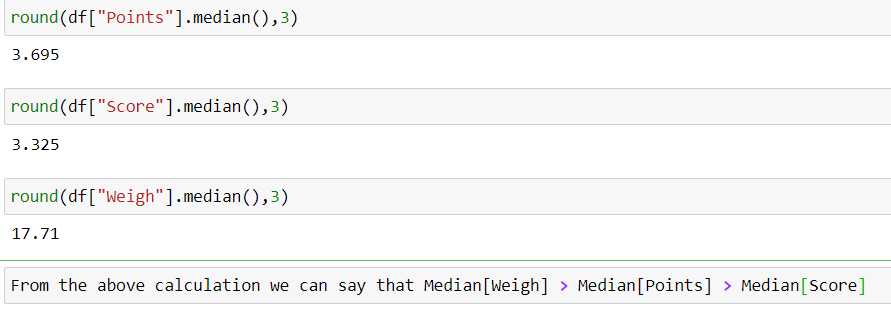 round(df["Points"].median(),3)
3.695
round(df["Score"].median(),3)
3.325
round(df["Weigh"].median(),3)
17.71
From the above calculation we can say that Median[Weigh] > Median[Points] > Median[Score]